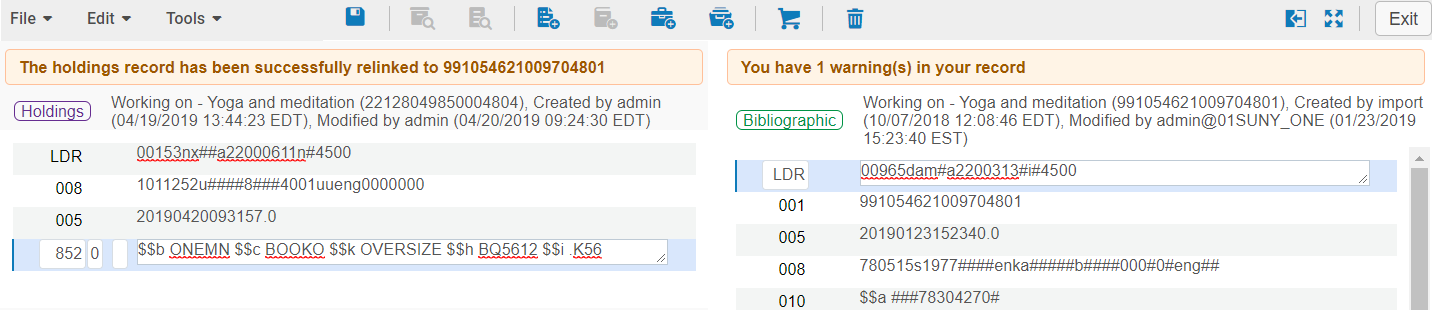 File Edit Tools Exit
The holdings record has been successfully relinked to 991054621009704801
Holdings
Working on - Yoga and meditation (22128049850004804), Created by admin
(04/19/2019 13:44:23 EDT), Modified by admin (04/20/2019 09:24:30 EDT)
LDR 00153nx##a22000611n#4500
008 1011252u####8###4001uueng0000000
005 20190420093157.0
852 0 $$b ONEMN $$c BOOKO $$k OVERSIZE $$h BQ5612 $$i .K56
You have 1 warning(s) in your record
Bibliographic
Working on - Yoga and meditation (991054621009704801), Created by import
(10/07/2018 12:08:46 EDT), Modified by admin@01SUNY_ONE (01/23/2019
15:23:40 EST)
LDR 00965dam#a2200313#i#4500
001 991054621009704801
005 20190123152340.0
008 780515s1977####enka#####b####000#0#eng##
010 $$a ###78304270#